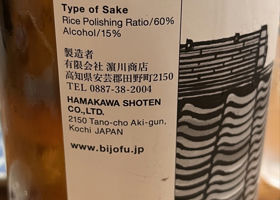 Type of Sake
Rice Polishing Ratio/60%
Alcohol/15%
製造者
有限会社 濵川商店
高知県安芸郡田野町2150
TEL 0887-38-2004
HAMAKAWA SHOTEN
CO.,LTD.
2150 Tano-cho Aki-gun,
Kochi JAPAN
www.bijofu.jp